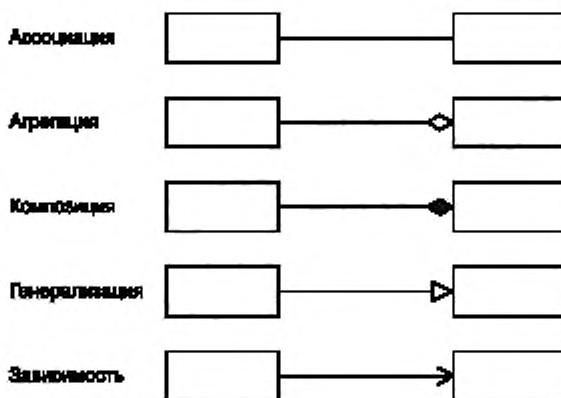 Ассоциация
Агрегация
Композиция
Генерализация
Зависимость